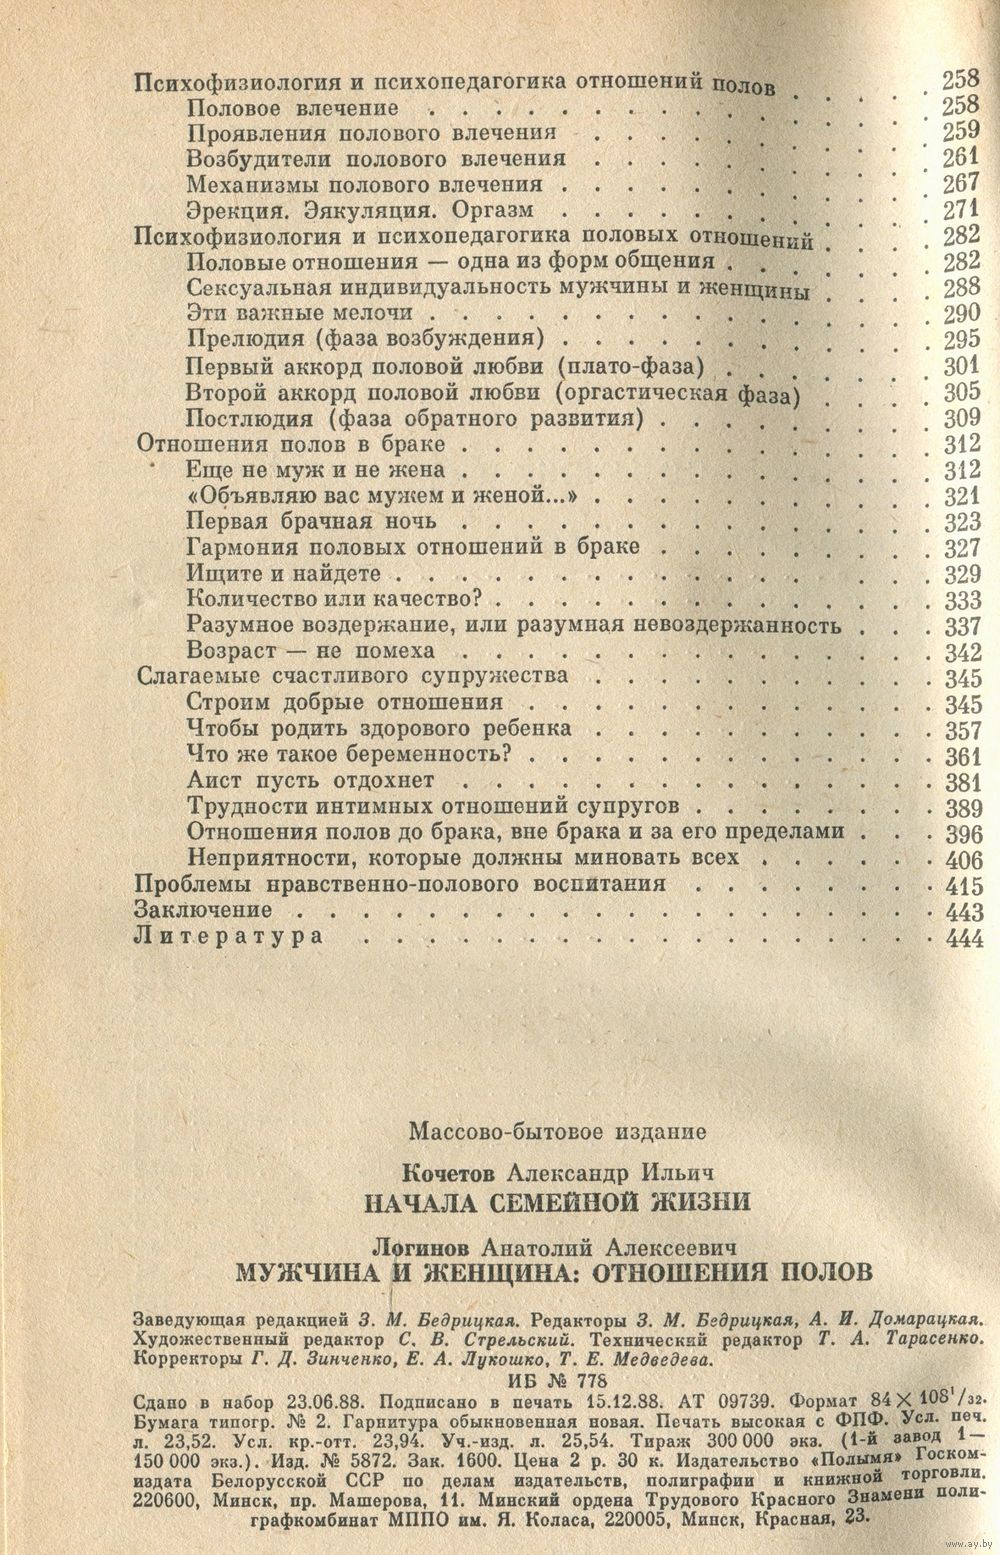 Психофизиология и психопедагогика отношений полов . . . . . 258
Половое влечение . . . . . . . . . . . . . . . . 258
Проявления полового влечения . . . . . . . . . . . 259
Возбудители полового влечения . . . . . . . . . . . 261
Механизмы полового влечения . . . . . . . . . . . . 267
Эрекция. Эякуляция. Оргазм . . . . . . . . . . . . 271
Психофизиология и психопедагогика половых отношений . . . . 282
Половые отношения — одна из форм общения . . . . . . . 282
Сексуальная индивидуальность мужчины и женщины . . . . 288
Эти важные мелочи . . . . . . . . . . . . . . . . 290
Прелюдия (фаза возбуждения) . . . . . . . . . . . . 295
Первый аккорд половой любви (плато-фаза) . . . . . . . 301
Второй аккорд половой любви (оргастическая фаза) . . . . 305
Постлюдия (фаза обратного развития) . . . . . . . . . 309
Отношения полов в браке . . . . . . . . . . . . . . . 312
Еще не муж и не жена . . . . . . . . . . . . . . . 312
«Объявляю вас мужем и женой...» . . . . . . . . . . . 321
Первая брачная ночь . . . . . . . . . . . . . . . 323
Гармония половых отношений в браке . . . . . . . . . 327
Ищите и найдете . . . . . . . . . . . . . . . . . 329
Количество или качество? . . . . . . . . . . . . . . 333
Разумное воздержание, или разумная невоздержанность . . . 337
Возраст — не помеха . . . . . . . . . . . . . . . 342
Слагаемые счастливого супружества . . . . . . . . . . . 345
Строим добрые отношения . . . . . . . . . . . . . 345
Чтобы родить здорового ребенка . . . . . . . . . . . 357
Что же такое беременность? . . . . . . . . . . . . . 361
Аист пусть отдохнет . . . . . . . . . . . . . . . 381
Трудности интимных отношений супругов . . . . . . . . 389
Отношения полов до брака, вне брака и за его пределами . . . 396
Неприятности, которые должны миновать всех . . . . . . 406
Проблемы нравственно-полового воспитания . . . . . . . . 415
Заключение . . . . . . . . . . . . . . . . . . . . 443
Литература . . . . . . . . . . . . . . . . . . 444
Массово-бытовое издание
Кочетов Александр Ильич
НАЧАЛА СЕМЕЙНОЙ ЖИЗНИ
Логинов Анатолий Алексеевич
МУЖЧИНА И ЖЕНЩИНА: ОТНОШЕНИЯ ПОЛОВ
Заведующая редакцией З. М. Бедрицкая. Редакторы З. М. Бедрицкая, А. И. Домарацкая.
Художественный редактор С. В. Стрельский. Технический редактор Т. А. Тарасенко.
Корректоры Г. Д. Зинченко, Е. А. Лукошко, Т. Е. Медведева.
ИБ № 778
Сдано в набор 23.06.88. Подписано в печать 15.12.88. АТ 09739. Формат 84×108¹/₃₂.
Бумага типогр. № 2. Гарнитура обыкновенная новая. Печать высокая с ФПФ. Усл. печ.
л. 23,52. Усл. кр.-отт. 23,94. Уч.-изд. л. 25,54. Тираж 300 000 экз. (1-й завод 1—
150 000 экз.). Изд. № 5872. Зак. 1600. Цена 2 р. 30 к. Издательство «Полымя» Госком-
издата Белорусской ССР по делам издательств, полиграфии и книжной торговли.
220600, Минск, пр. Машерова, 11. Минский ордена Трудового Красного Знамени поли-
графкомбинат МППО им. Я. Коласа, 220005, Минск, Красная, 23.
www.ay.by